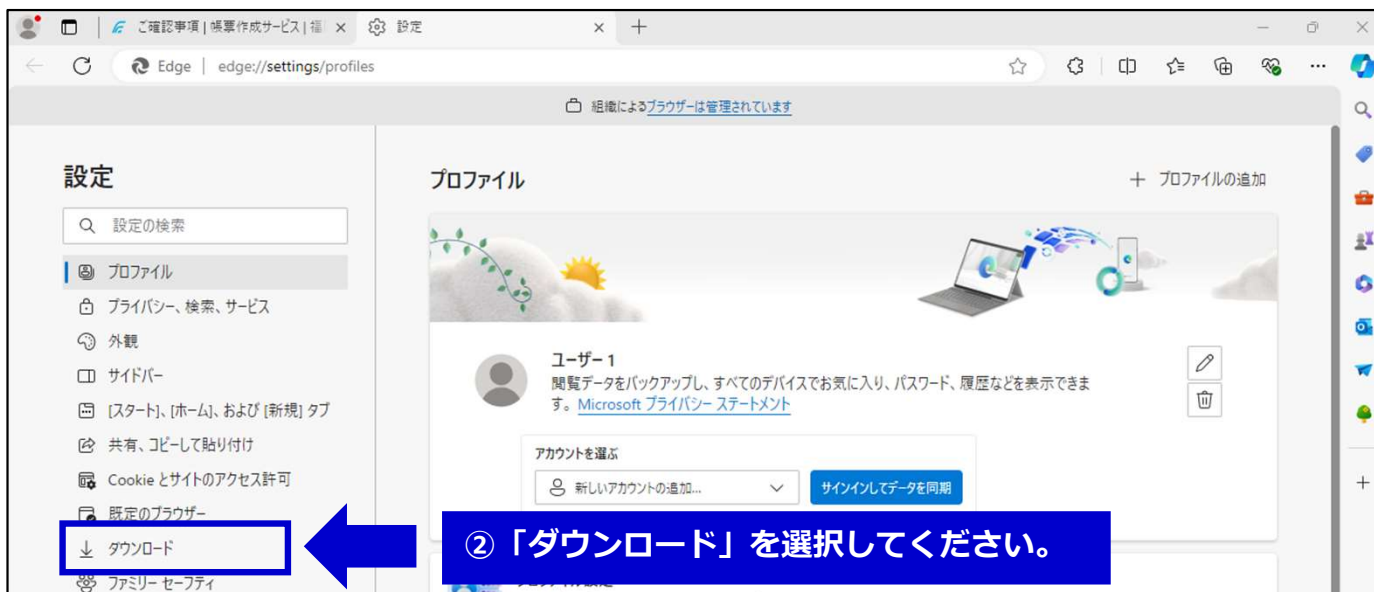 ご確認事項 | 帳票作成サービス | 福
設定
Edge | edge://settings/profiles
組織によるブラウザーは管理されています
設定
プロファイル
プロファイルの追加
設定の検索
プロファイル
プライバシー、検索、サービス
外観
サイドバー
[スタート]、[ホーム]、および [新規] タブ
共有、コピーして貼り付け
Cookie とサイトのアクセス許可
既定のブラウザー
ダウンロード
ファミリー セーフティ
ユーザー 1
閲覧データをバックアップし、すべてのデバイスでお気に入り、パスワード、履歴などを表示できま
す。Microsoft プライバシー ステートメント
アカウントを選ぶ
新しいアカウントの追加...
サインインしてデータを同期
②「ダウンロード」を選択してください。